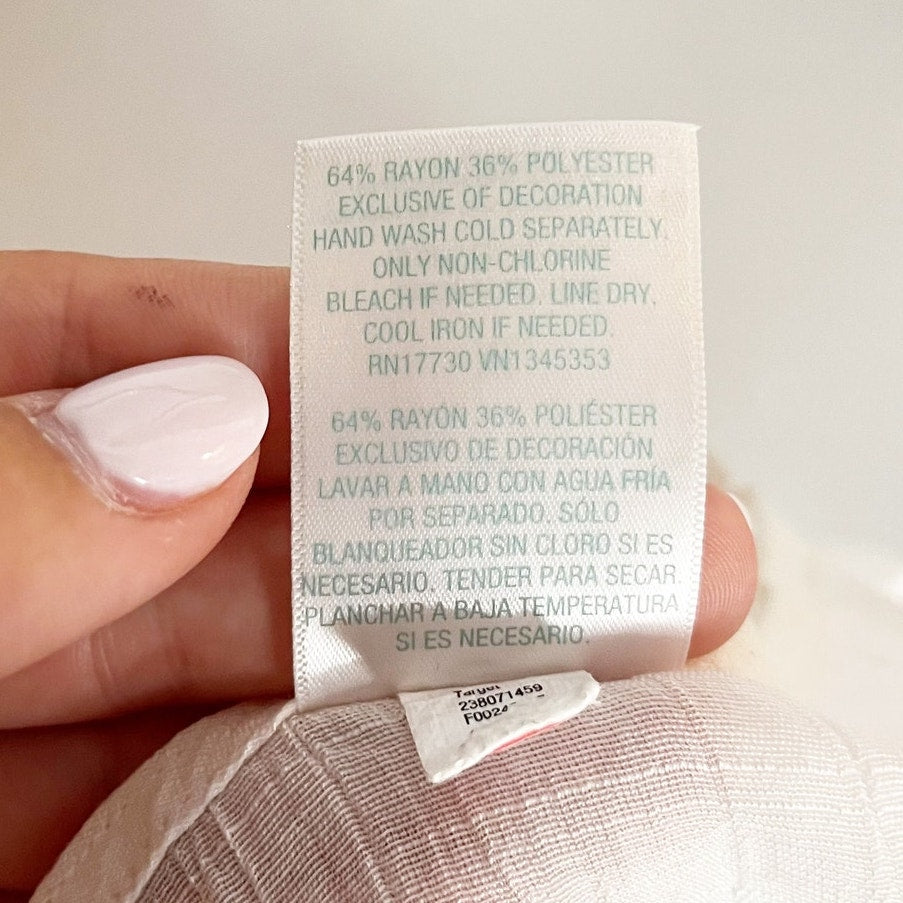 64% RAYON 36% POLYESTER
EXCLUSIVE OF DECORATION
HAND WASH COLD SEPARATELY.
ONLY NON-CHLORINE
BLEACH IF NEEDED. LINE DRY.
COOL IRON IF NEEDED.
RN17730 VN1345353
64% RAYÓN 36% POLIÉSTER
EXCLUSIVO DE DECORACIÓN
LAVAR A MANO CON AGUA FRÍA
POR SEPARADO. SÓLO
BLANQUEADOR SIN CLORO SI ES
NECESARIO. TENDER PARA SECAR.
PLANCHAR A BAJA TEMPERATURA
SI ES NECESARIO.
Target
238071459